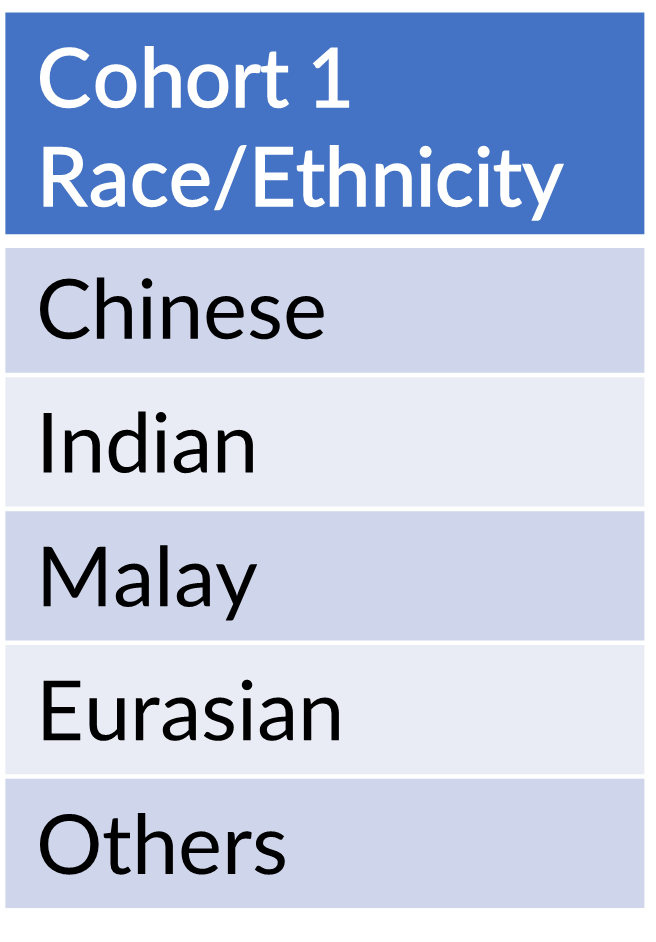 Cohort 1
Race/Ethnicity
Chinese
Indian
Malay
Eurasian
Others